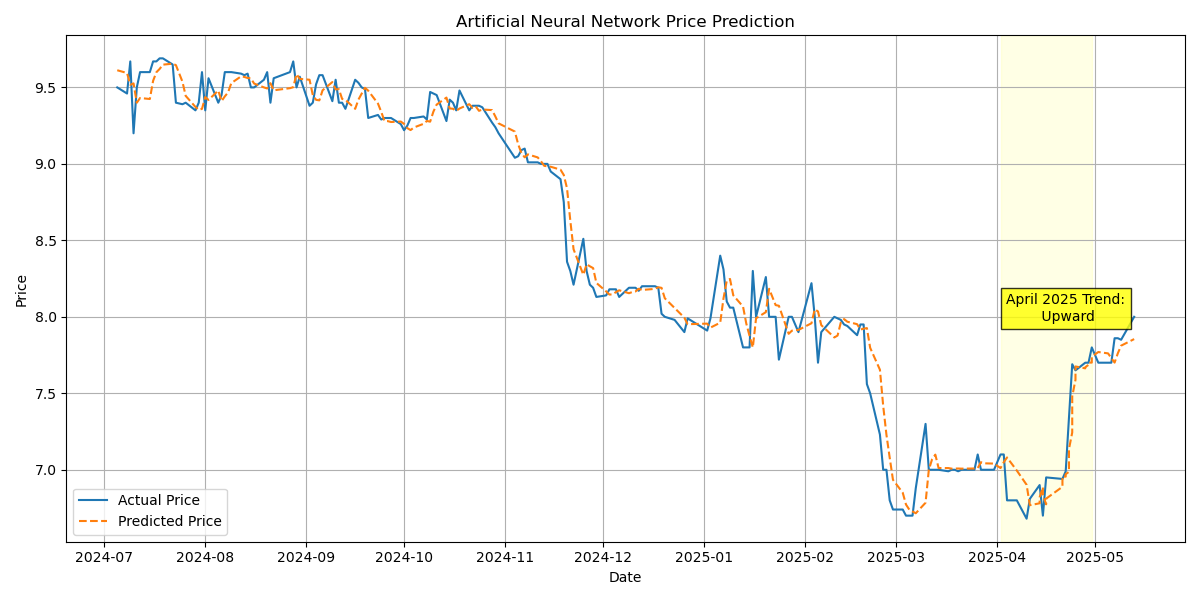 Artificial Neural Network Price Prediction
Price
9.5
9.0
8.5
8.0
7.5
7.0
April 2025 Trend:
Upward
Actual Price
Predicted Price
2024-07 2024-08 2024-09 2024-10 2024-11 2024-12 2025-01 2025-02 2025-03 2025-04 2025-05
Date